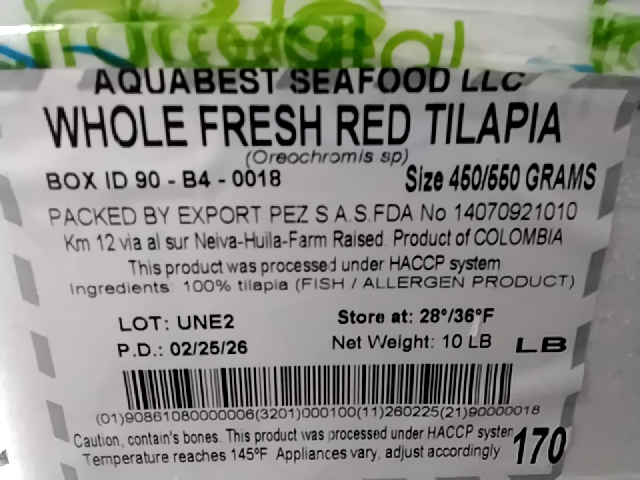 AQUABEST SEAFOOD LLC
WHOLE FRESH RED TILAPIA
(Oreochromis sp)
BOX ID 90 - B4 - 0018 Size 450/550 GRAMS
PACKED BY EXPORT PEZ S.A.S.FDA No 14070921010
Km 12 via al sur Neiva-Huila-Farm Raised. Product of COLOMBIA
This product was processed under HACCP system
Ingredients: 100% tilapia (FISH / ALLERGEN PRODUCT)
LOT: UNE2 Store at: 28°/36°F
P.D.: 02/25/26 Net Weight: 10 LB LB
(01)90861080000006(3201)000100(11)260225(21)90000018
Caution, contain's bones. This product was processed under HACCP system
Temperature reaches 145°F Appliances vary, adjust accordingly 170